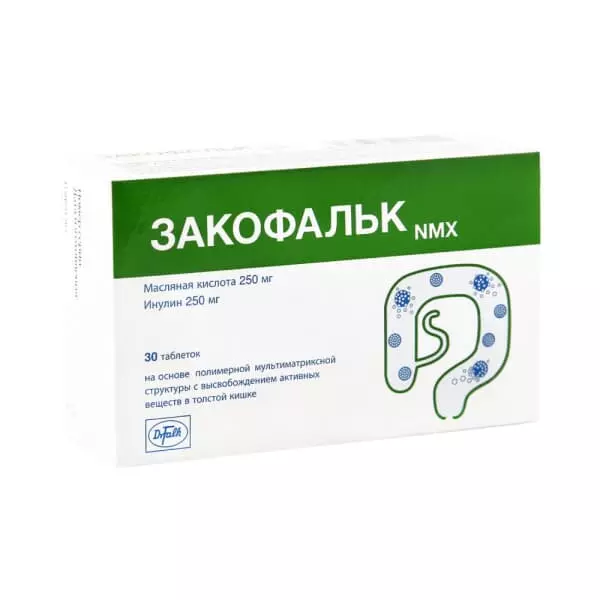 ЗАКОФАЛЬК NMX
Масляная кислота 250 мг
Инулин 250 мг
30 таблеток
на основе полимерной мультиматриксной
структуры с высвобождением активных
веществ в толстой кишке
Dr Falk